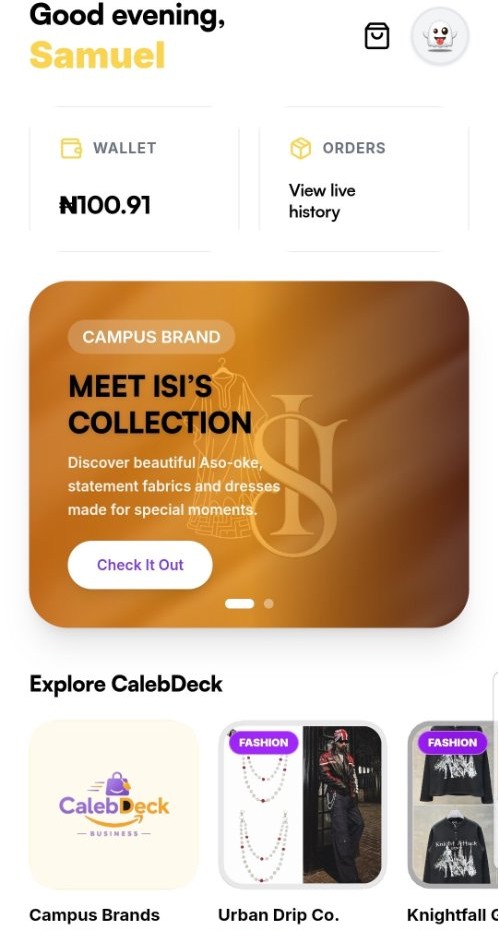 Good evening,
Samuel
WALLET
₦100.91
ORDERS
View live
history
CAMPUS BRAND
MEET ISI’S
COLLECTION
Discover beautiful Aso-oke,
statement fabrics and dresses
made for special moments.
Check It Out
Explore CalebDeck
CalebDeck
BUSINESS
Campus Brands
FASHION
Urban Drip Co.
FASHION
Knight Attack
Knightfall G